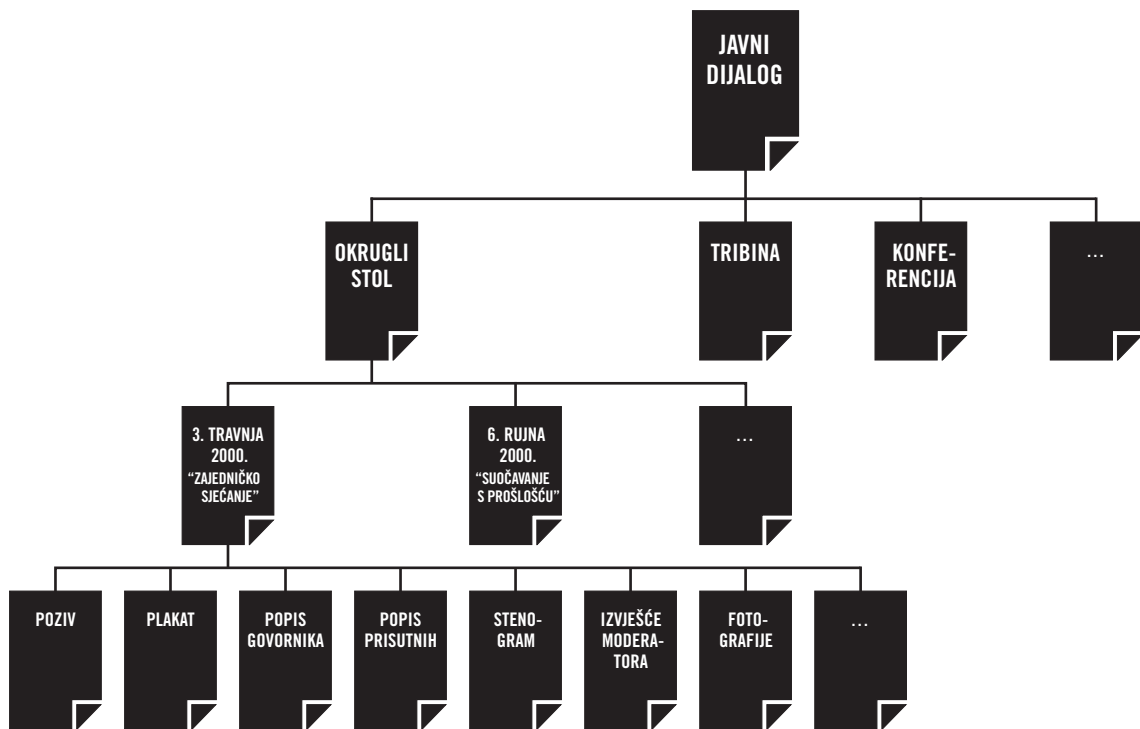 JAVNI
DIJALOG
OKRUGLI
STOL
TRIBINA
KONFE-
RENCIJA
...
3. TRAVNJA
2000.
“ZAJEDNIČKO
SJEĆANJE”
6. RUJNA
2000.
“SUOČAVANJE
S PROŠLOŠĆU”
...
POZIV
PLAKAT
POPIS
GOVORNIKA
POPIS
PRISUTNIH
STENO-
GRAM
IZVJEŠĆE
MODERA-
TORA
FOTO-
GRAFIJE
...